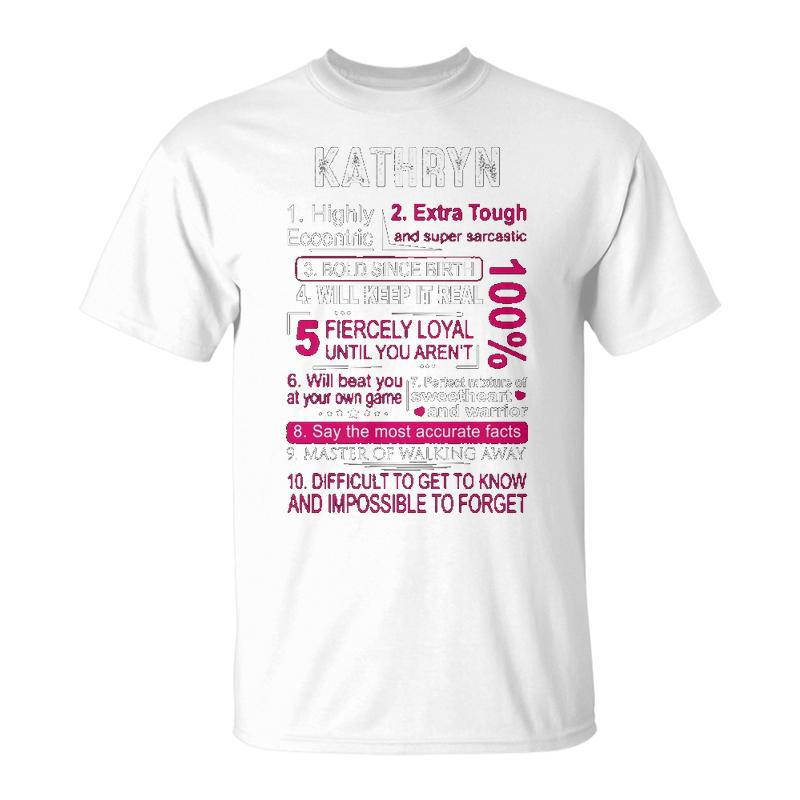 KATHRYN
1. Highly
Eccentric
2. Extra Tough
and super sarcastic
3. BOLD SINCE BIRTH
4. WILL KEEP IT REAL
100%
5 FIERCELY LOYAL
UNTIL YOU AREN'T
6. Will beat you
at your own game
7. Perfect mixture of
sweetheart
and warrior
8. Say the most accurate facts
9. MASTER OF WALKING AWAY
10. DIFFICULT TO GET TO KNOW
AND IMPOSSIBLE TO FORGET